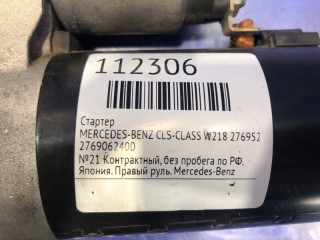 112306
Стартер
MERCEDES-BENZ CLS-CLASS W218 276952
2769062400
№21 Контрактный, без пробега по РФ.
Япония. Правый руль. Mercedes-Benz